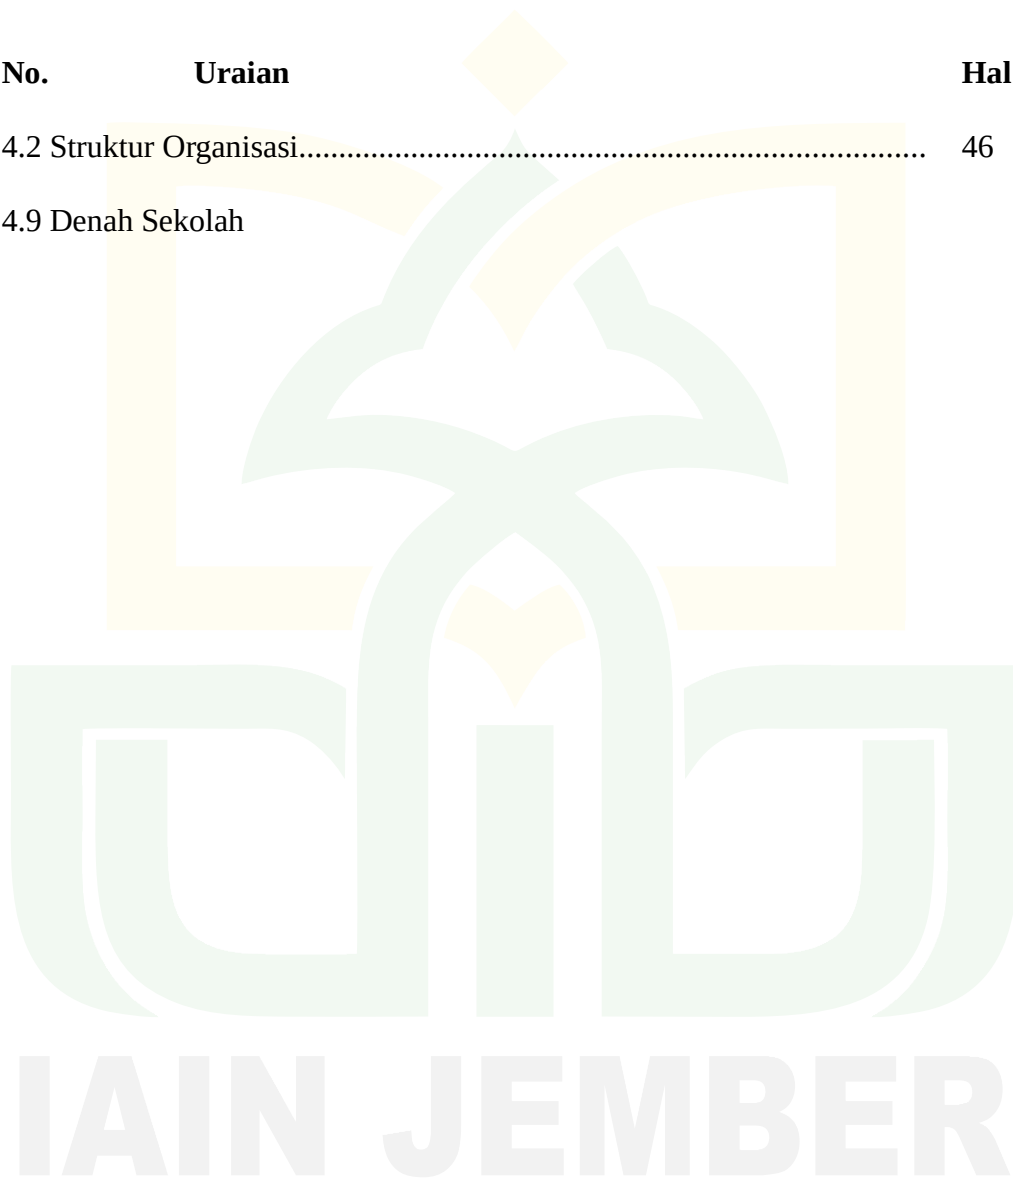 No. Uraian Hal
4.2 Struktur Organisasi.............................................................................. 46
4.9 Denah Sekolah
IAIN JEMBER